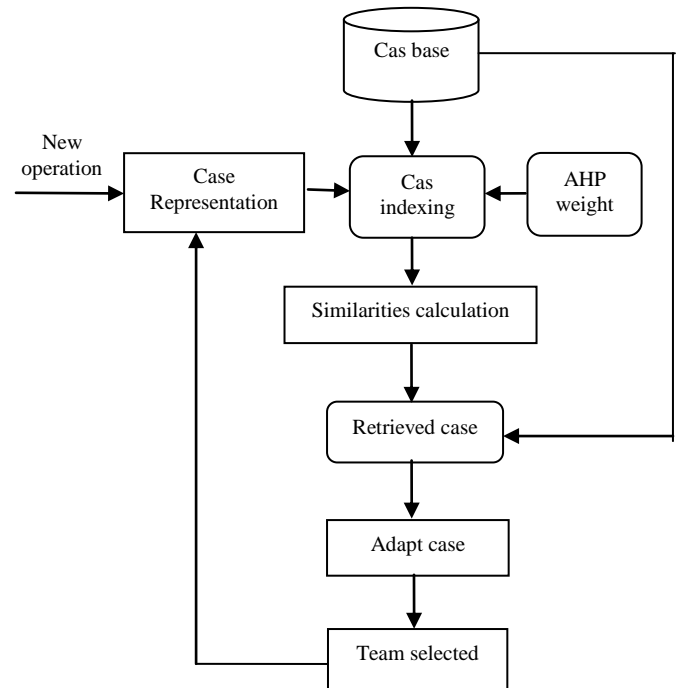 Cas base
New
operation
Case
Representation
Cas
indexing
AHP
weight
Similarities calculation
Retrieved case
Adapt case
Team selected